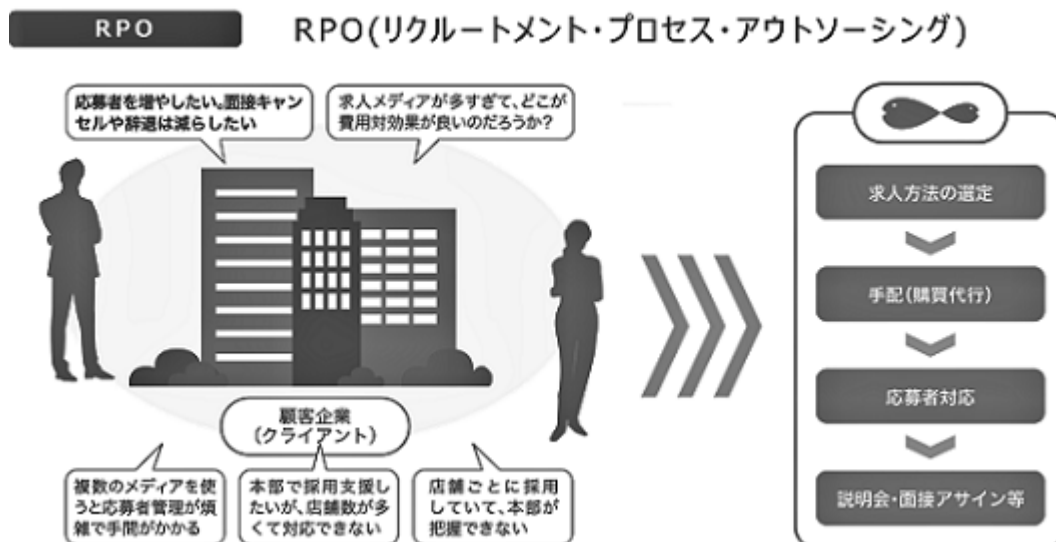 RPO
RPO(リクルートメント・プロセス・アウトソーシング)
応募者を増やしたい。面接キャン
セルや辞退は減らしたい
求人メディアが多すぎて、どこが
費用対効果が良いのだろうか?
顧客企業
(クライアント)
複数のメディアを使
うと応募者管理が煩
雑で手間がかかる
本部で採用支援し
たいが、店舗数が多
くて対応できない
店舗ごとに採用
していて、本部が
把握できない
求人方法の選定
手配(購買代行)
応募者対応
説明会・面接アサイン等